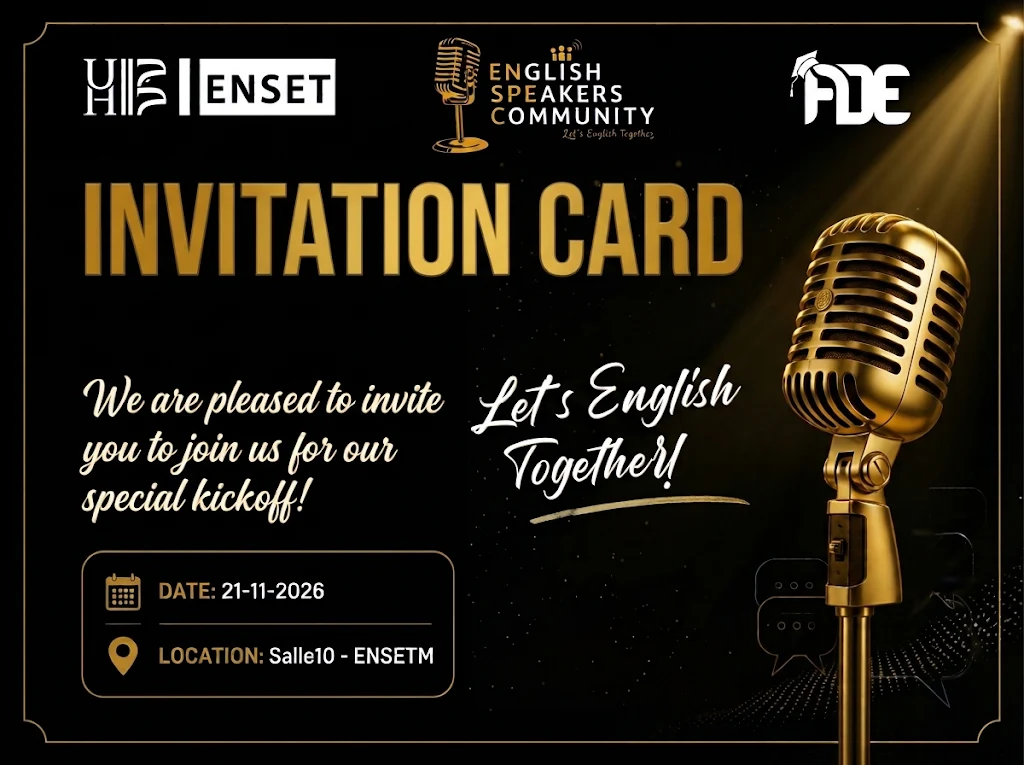 UH ENSET
ENGLISH
SPEAKERS
COMMUNITY
Let's English Together
ADE
INVITATION CARD
We are pleased to invite
you to join us for our
special kickoff!
Let's English
Together!
DATE: 21-11-2026
LOCATION: Salle10 - ENSETM